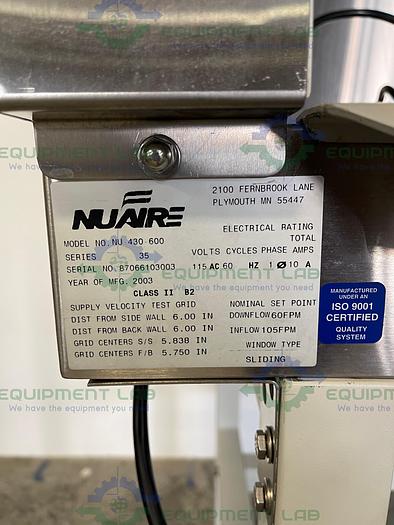 NUAIRE
2100 FERNBROOK LANE
PLYMOUTH MN 55447
MODEL NO. NU 430 600
SERIES 35
SERIAL NO. 87066103003
YEAR OF MFG. 2003
ELECTRICAL RATING
TOTAL
VOLTS CYCLES PHASE AMPS
115 AC 60 HZ 1 Ø 10 A
CLASS II B2
SUPPLY VELOCITY TEST GRID
DIST FROM SIDE WALL 6.00 IN
DIST FROM BACK WALL 6.00 IN
GRID CENTERS S/S 5.838 IN
GRID CENTERS F/B 5.750 IN
NOMINAL SET POINT
DOWNFLOW 60FPM
INFLOW 105FPM
WINDOW TYPE
SLIDING
MANUFACTURED
UNDER AN
ISO 9001
CERTIFIED
QUALITY
SYSTEM
EQUIPMENT LAB
We have the equipment you need